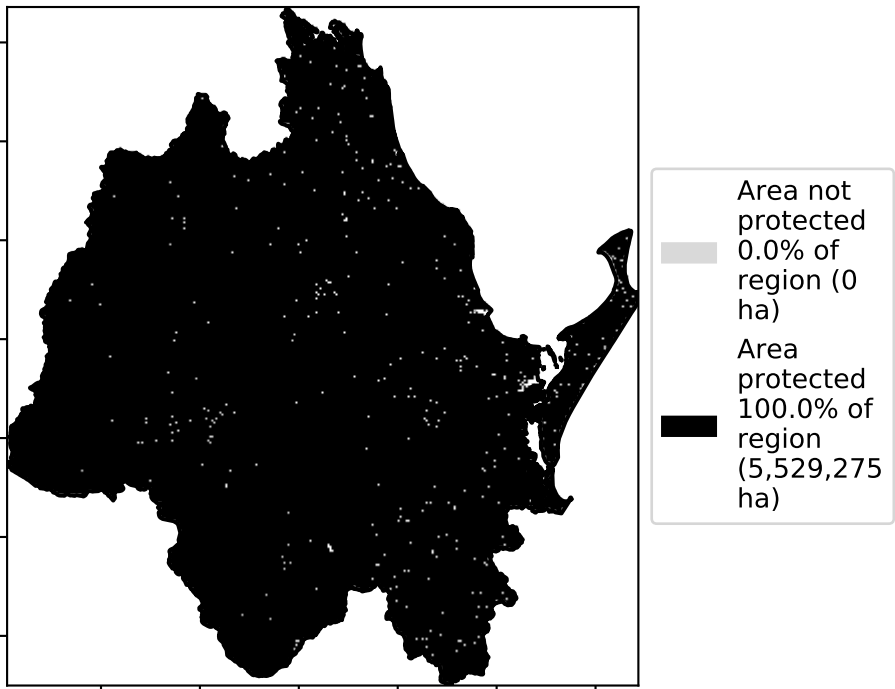 Area not
protected
0.0% of
region (0
ha)
Area
protected
100.0% of
region
(5,529,275
ha)